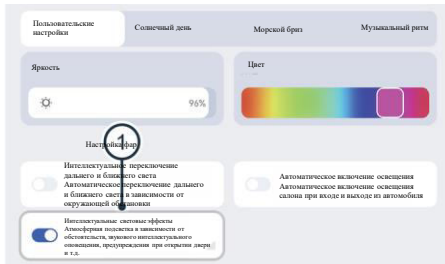 Пользовательские
настройки
Солнечный день
Морской бриз
Музыкальный ритм
Яркость
Цвет
96%
Настройка фар
1
Интеллектуальное переключение
дальнего и ближнего света
Автоматическое переключение дальнего
и ближнего света в зависимости от
окружающей обстановки
Автоматическое включение освещения
Автоматическое включение освещения
салона при входе и выходе из автомобиля
Интеллектуальные световые эффекты
Атмосферная подсветка в зависимости от
обстоятельств, звукового интеллектуального
оповещения, предупреждения при открытии двери
и т.д.